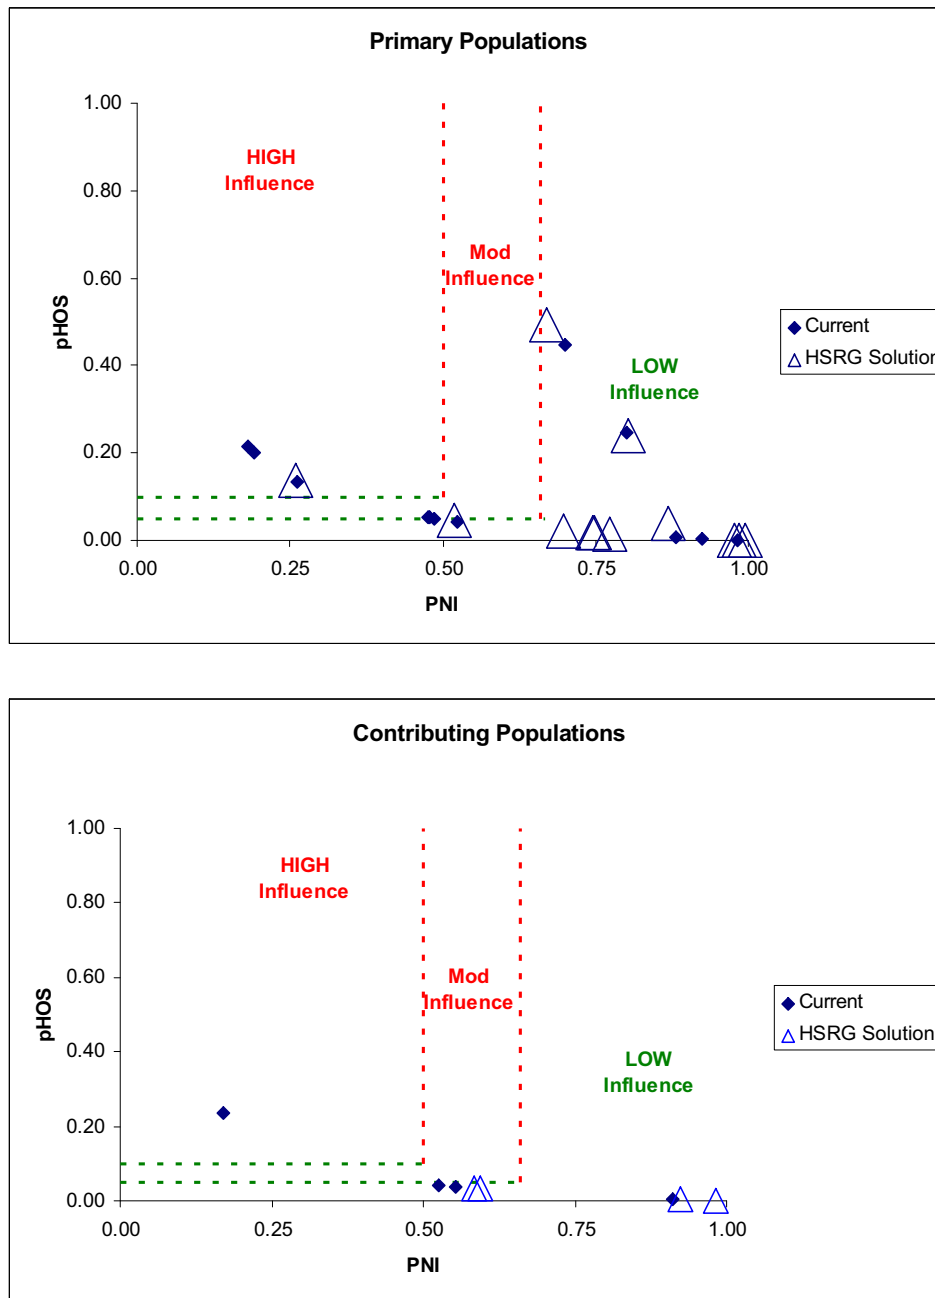 Primary Populations
1.00
0.80
0.60
0.40
0.20
0.00
pHOS
HIGH
Influence
Mod
Influence
LOW
Influence
0.00
0.25
0.50
0.75
1.00
PNI
Current
HSRG Solution
Contributing Populations
1.00
0.80
0.60
0.40
0.20
0.00
pHOS
HIGH
Influence
Mod
Influence
LOW
Influence
0.00
0.25
0.50
0.75
1.00
PNI
Current
HSRG Solution